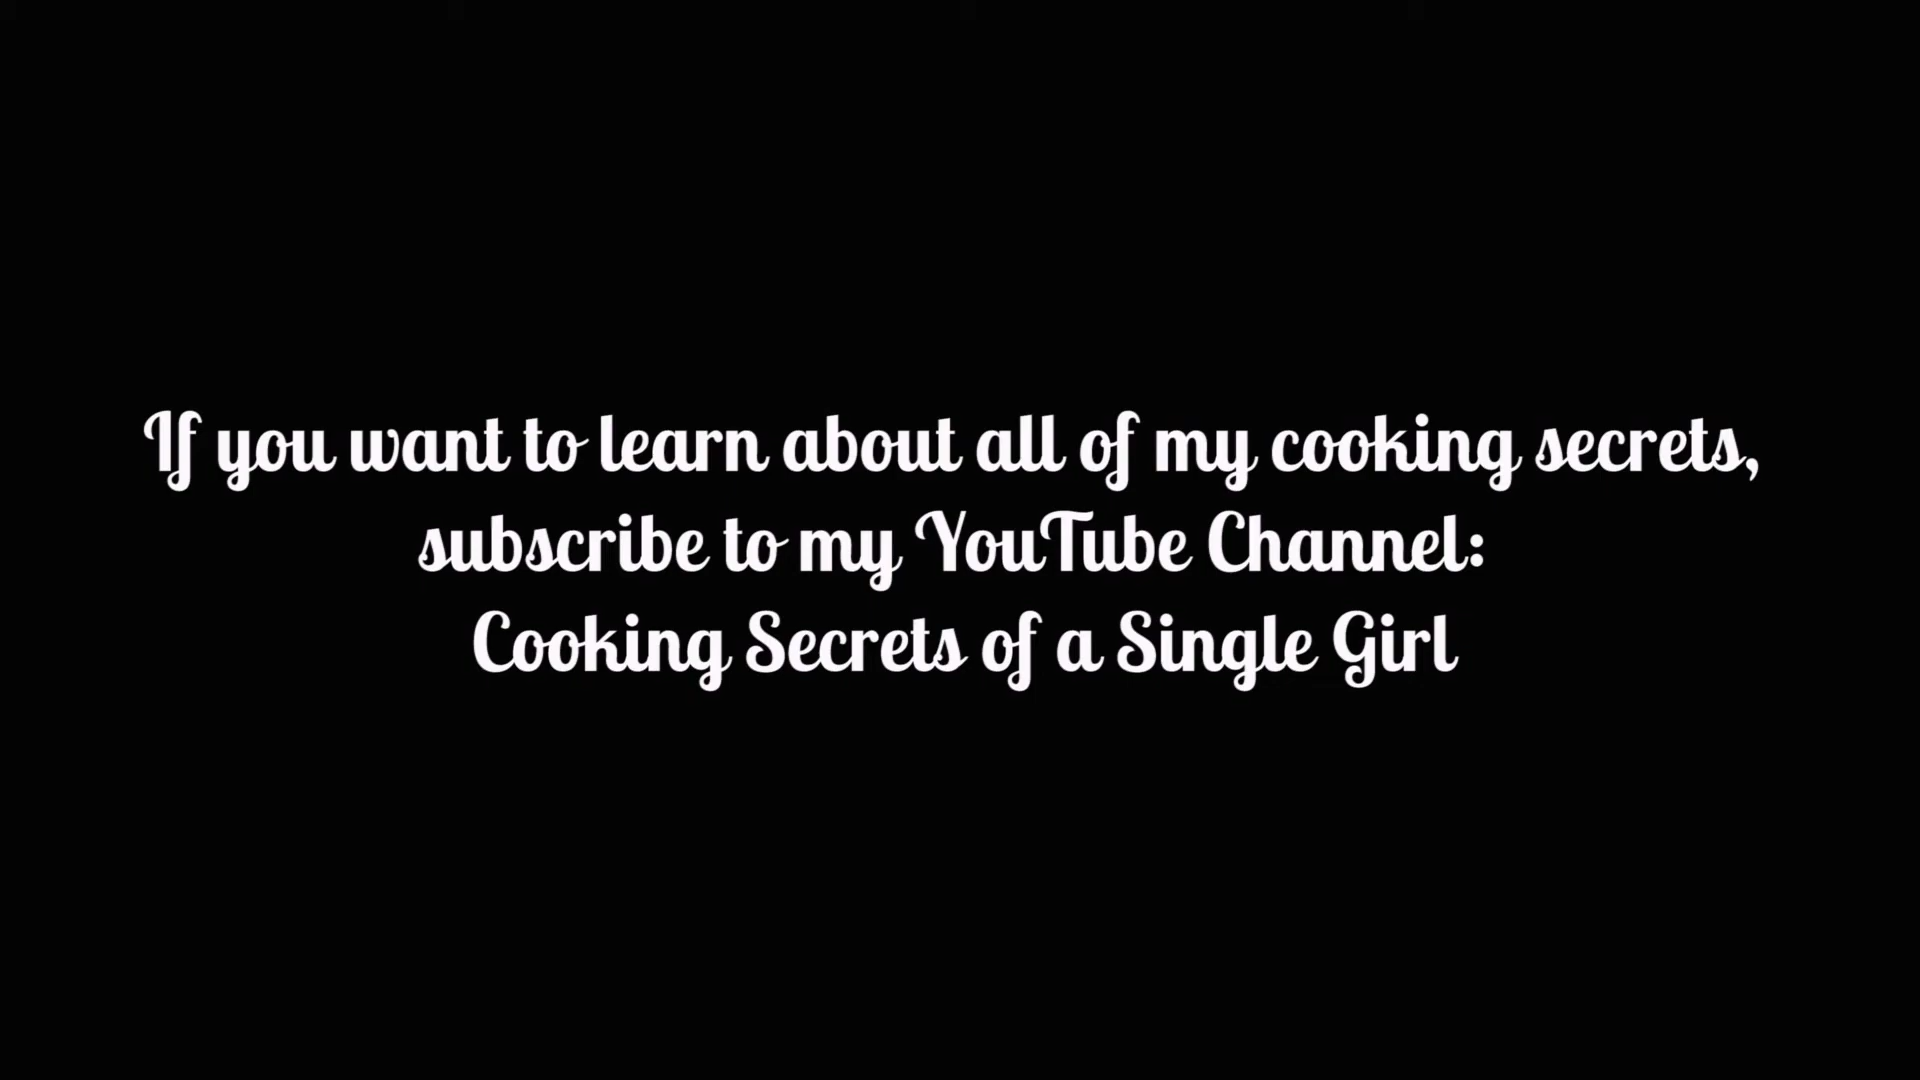 If you want to learn about all of my cooking secrets,
subscribe to my YouTube Channel:
Cooking Secrets of a Single Girl